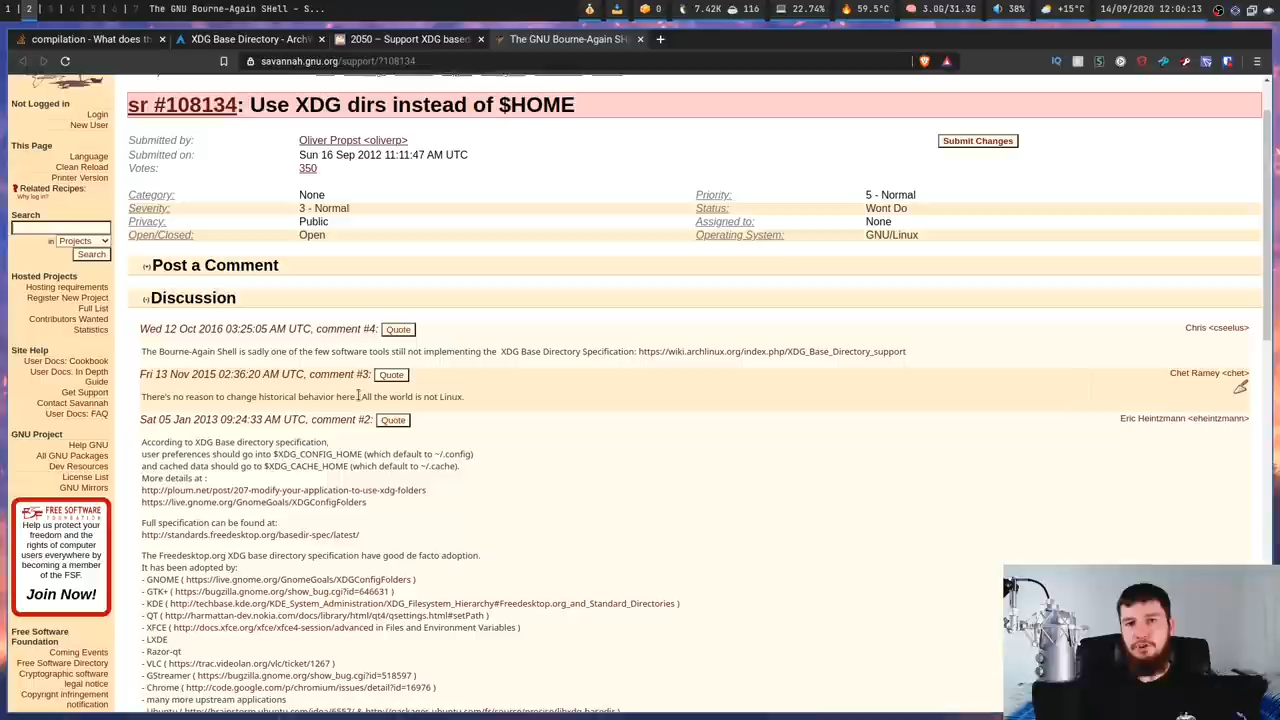 1 2 3 4 5 6 7 8 9 The GNU Bourne-Again Shell - ...
0 7.42K 116 22.74% 59.5°C 3.0G/31.3G 38% +15°C 14/09/2020 12:06:13
compilation - What does th
XDG Base Directory - Archv
2050 – Support XDG based
The GNU Bourne-Again SH
savannah.gnu.org/support/?108134
Not Logged in
Login
New User
This Page
Language
Clean Reload
Printer Version
Related Recipes:
Why log in?
Search
in Projects
Search
Hosted Projects
Hosting requirements
Register New Project
Full List
Contributors Wanted
Statistics
Site Help
User Docs: Cookbook
User Docs: In Depth
Guide
Get Support
Contact Savannah
User Docs: FAQ
GNU Project
Help GNU
All GNU Packages
Dev Resources
License List
GNU Mirrors
FREE SOFTWARE
FOUNDATION
Help us protect your
freedom and the
rights of computer
users everywhere by
becoming a member
of the FSF.
Join Now!
Free Software
Foundation
Coming Events
Free Software Directory
Cryptographic software
legal notice
Copyright infringement
notification
sr #108134: Use XDG dirs instead of $HOME
Submitted by: Oliver Propst <oliverp>
Submit Changes
Submitted on: Sun 16 Sep 2012 11:11:47 AM UTC
Votes: 350
Category: None Priority: 5 - Normal
Severity: 3 - Normal Status: Wont Do
Privacy: Public Assigned to: None
Open/Closed: Open Operating System: GNU/Linux
(+) Post a Comment
(-) Discussion
Wed 12 Oct 2016 03:25:05 AM UTC, comment #4: Quote Chris <cseelus>
The Bourne-Again Shell is sadly one of the few software tools still not implementing the XDG Base Directory Specification: https://wiki.archlinux.org/index.php/XDG_Base_Directory_support
Fri 13 Nov 2015 02:36:20 AM UTC, comment #3: Quote Chet Ramey <chet>
There's no reason to change historical behavior here. All the world is not Linux.
Sat 05 Jan 2013 09:24:33 AM UTC, comment #2: Quote Eric Heintzmann <eheintzmann>
According to XDG Base directory specification,
user preferences should go into $XDG_CONFIG_HOME (which default to ~/.config)
and cached data should go to $XDG_CACHE_HOME (which default to ~/.cache).
More details at :
http://ploum.net/post/207-modify-your-application-to-use-xdg-folders
https://live.gnome.org/GnomeGoals/XDGConfigFolders
Full specification can be found at:
http://standards.freedesktop.org/basedir-spec/latest/
The Freedesktop.org XDG base directory specification have good de facto adoption.
It has been adopted by:
- GNOME ( https://live.gnome.org/GnomeGoals/XDGConfigFolders )
- GTK+ ( https://bugzilla.gnome.org/show_bug.cgi?id=646631 )
- KDE ( http://techbase.kde.org/KDE_System_Administration/XDG_Filesystem_Hierarchy#Freedesktop.org_and_Standard_Directories )
- QT ( http://harmattan-dev.nokia.com/docs/library/html/qt4/qsettings.html#setPath )
- XFCE ( http://docs.xfce.org/xfce/xfce4-session/advanced in Files and Environment Variables )
- LXDE
- Razor-qt
- VLC ( https://trac.videolan.org/vlc/ticket/1267 )
- GStreamer ( https://bugzilla.gnome.org/show_bug.cgi?id=518597 )
- Chrome ( http://code.google.com/p/chromium/issues/detail?id=16976 )
- many more upstream applications